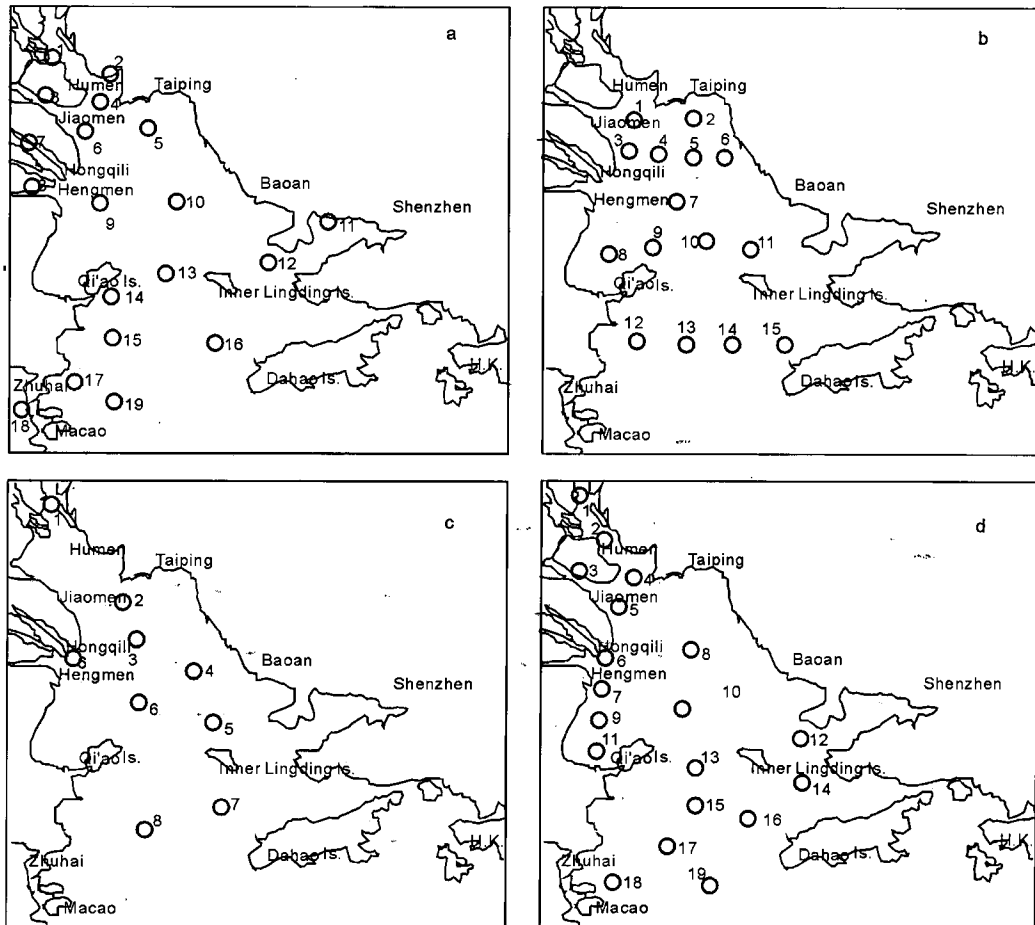 a
1
2
Humen
Taiping
3
4
Jiaomen
6
5
7
Hongqili
8
Hengmen
9
10
Baoan
11
Shenzhen
12
13
Qi'ao Is.
14
Inner Lingding Is.
15
16
17
Dahao Is.
H.K.
Zhuhai
18
19
Macao
b
Humen
Taiping
1
Jiaomen
2
3
4
5
6
Hongqili
Hengmen
7
Baoan
Shenzhen
8
9
10
11
Qi'ao Is.
Inner Lingding Is.
12
13
14
15
Dahao Is.
H.K.
Zhuhai
Macao
c
1
Humen
Taiping
Jiaomen
2
Hongqili
3
6
Hengmen
4
Baoan
Shenzhen
6
5
Qi'ao Is.
Inner Lingding Is.
7
8
Dahao Is.
H.K.
Zhuhai
Macao
d
1
2
Humen
Taiping
3
4
Jiaomen
5
Hongqili
6
8
Hengmen
7
Baoan
10
Shenzhen
9
11
12
Qi'ao Is.
13
Inner Lingding Is.
14
15
16
17
Dahao Is.
H.K.
Zhuhai
18
19
Macao